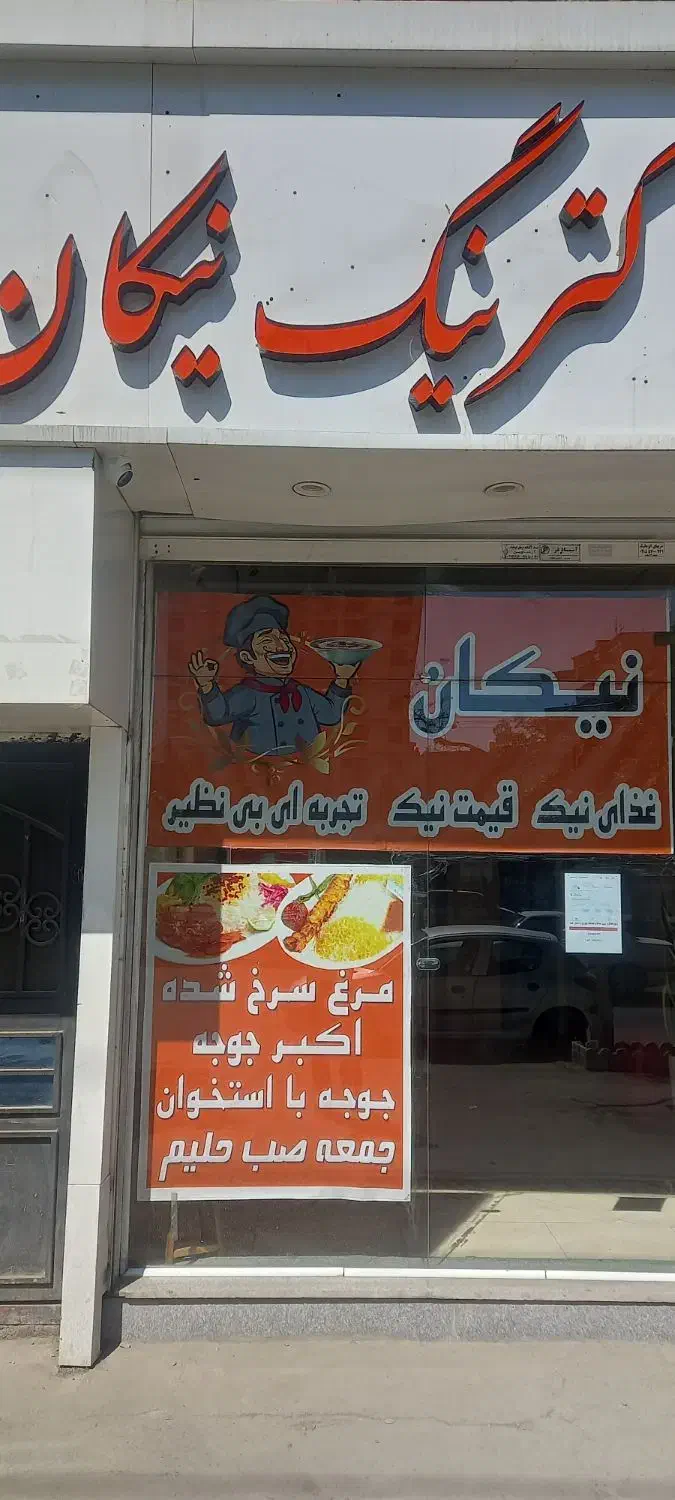 کترنیگ نیکان
نیکان
غذای نیک قیمت نیک تجربه ای بی نظیر
مرغ سرخ شده
اکبر جوجه
جوجه با استخوان
جمعه صب حلیم